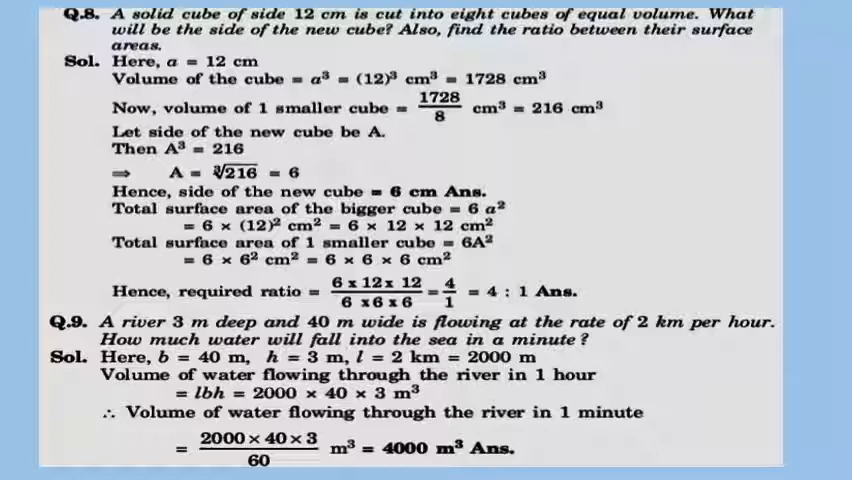 Q.8. A solid cube of side 12 cm is cut into eight cubes of equal volume. What
will be the side of the new cube? Also, find the ratio between their surface
areas.
Sol. Here, a = 12 cm
Volume of the cube = a³ = (12)³ cm³ = 1728 cm³
Now, volume of 1 smaller cube = 1728/8 cm³ = 216 cm³
Let side of the new cube be A.
Then A³ = 216
⇒ A = ∛216 = 6
Hence, side of the new cube = 6 cm Ans.
Total surface area of the bigger cube = 6 a²
= 6 × (12)² cm² = 6 × 12 × 12 cm²
Total surface area of 1 smaller cube = 6A²
= 6 × 6² cm² = 6 × 6 × 6 cm²
Hence, required ratio = 6 x 12 x 12/6 x 6 x 6 = 4/1 = 4 : 1 Ans.
Q.9. A river 3 m deep and 40 m wide is flowing at the rate of 2 km per hour.
How much water will fall into the sea in a minute?
Sol. Here, b = 40 m, h = 3 m, l = 2 km = 2000 m
Volume of water flowing through the river in 1 hour
= lbh = 2000 × 40 × 3 m³
∴ Volume of water flowing through the river in 1 minute
= 2000 × 40 × 3/60 m³ = 4000 m³ Ans.